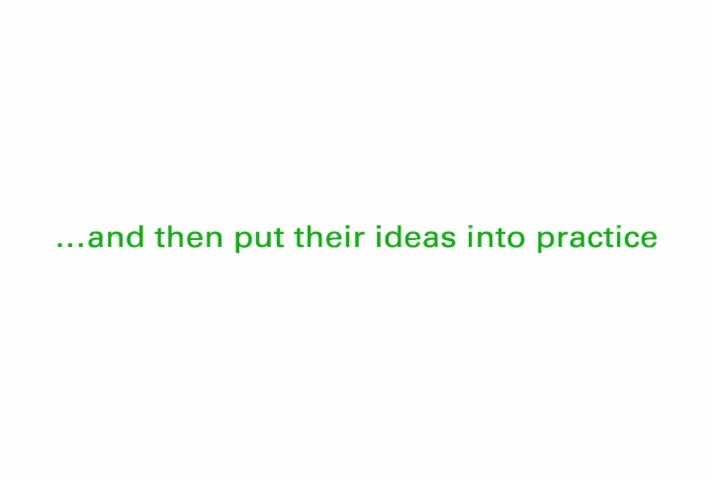 ...and then put their ideas into practice